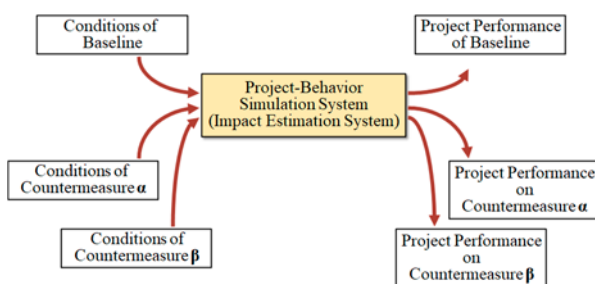 Conditions of
Baseline
Project Performance
of Baseline
Project-Behavior
Simulation System
(Impact Estimation System)
Conditions of
Countermeasure α
Project Performance
on
Countermeasure α
Conditions of
Countermeasure β
Project Performance
on
Countermeasure β